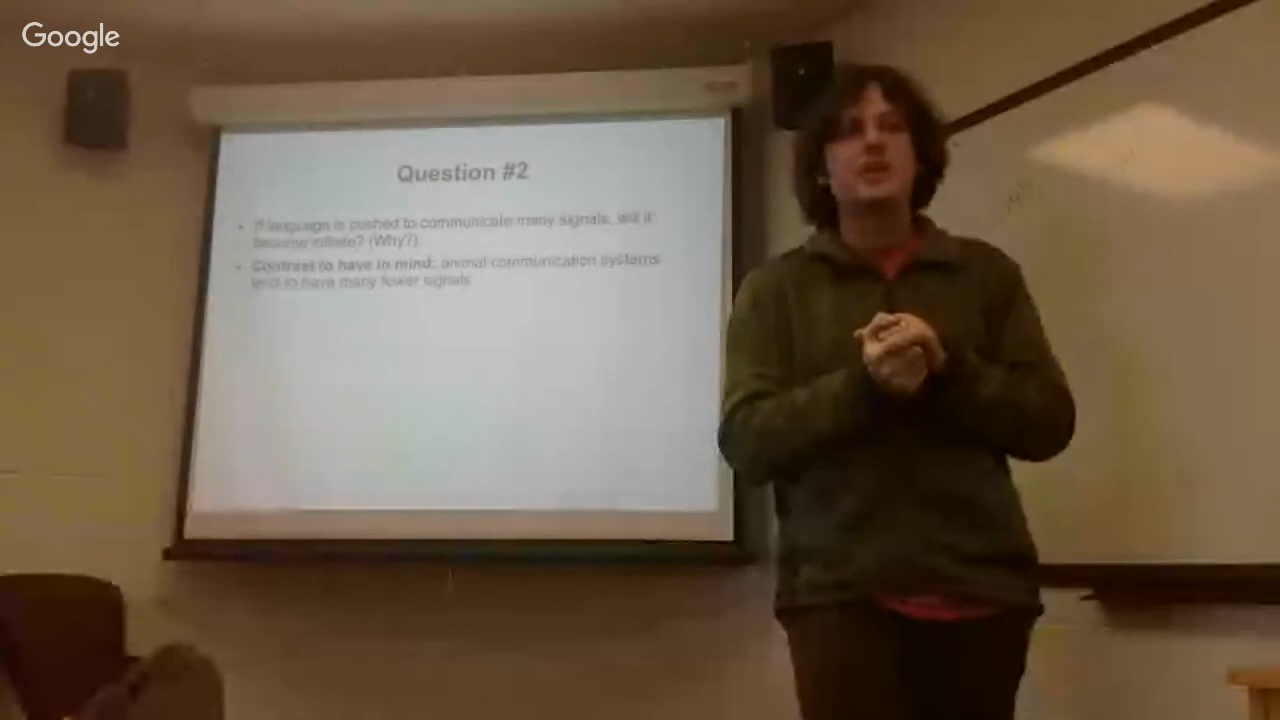 Google
Question #2
If language is pushed to communicate many signals, will it
become infinite? (Why?)
Contrast to have in mind: animal communication systems
tend to have many fewer signals